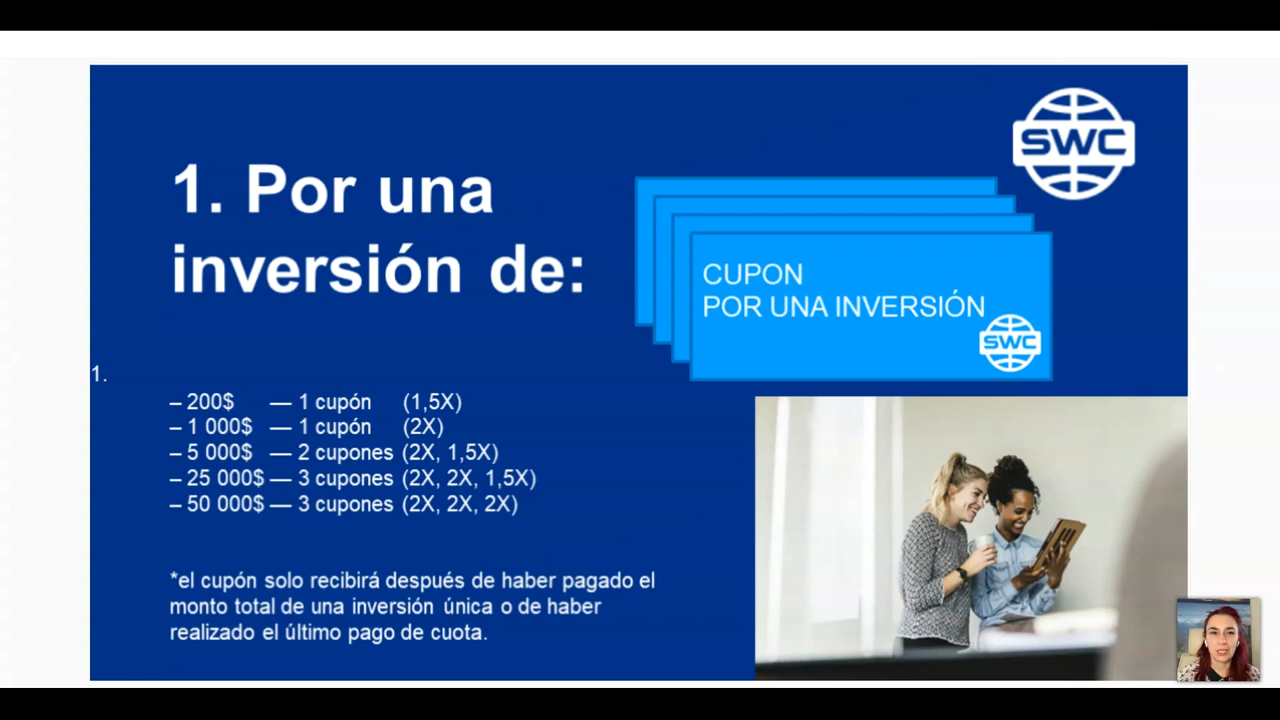 SWC
1. Por una
inversión de:
CUPON
POR UNA INVERSIÓN
SWC
1.
– 200$ — 1 cupón (1,5X)
– 1 000$ — 1 cupón (2X)
– 5 000$ — 2 cupones (2X, 1,5X)
– 25 000$ — 3 cupones (2X, 2X, 1,5X)
– 50 000$ — 3 cupones (2X, 2X, 2X)
*el cupón solo recibirá después de haber pagado el
monto total de una inversión única o de haber
realizado el último pago de cuota.